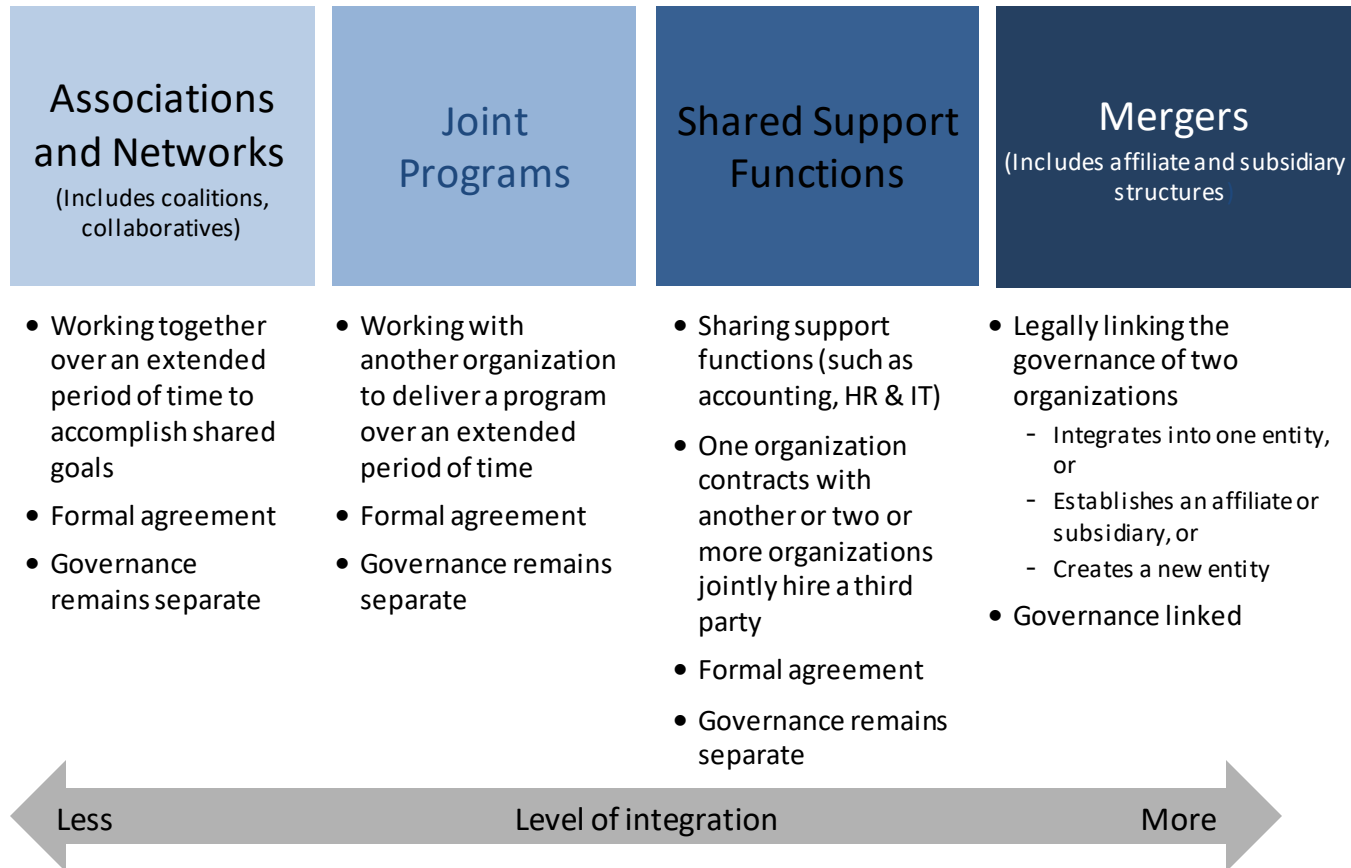 Associations
and Networks
(Includes coalitions,
collaboratives)
Joint
Programs
Shared Support
Functions
Mergers
(Includes affiliate and subsidiary
structures
• Working together
over an extended
period of time to
accomplish shared
goals
• Formal agreement
• Governance
remains separate
• Working with
another organization
to deliver a program
over an extended
period of time
• Formal agreement
• Governance remains
separate
• Sharing support
functions (such as
accounting, HR & IT)
• One organization
contracts with
another or two or
more organizations
jointly hire a third
party
• Formal agreement
• Governance remains
separate
• Legally linking the
governance of two
organizations
- Integrates into one entity,
or
- Establishes an affiliate or
subsidiary, or
- Creates a new entity
• Governance linked
Less
Level of integration
More